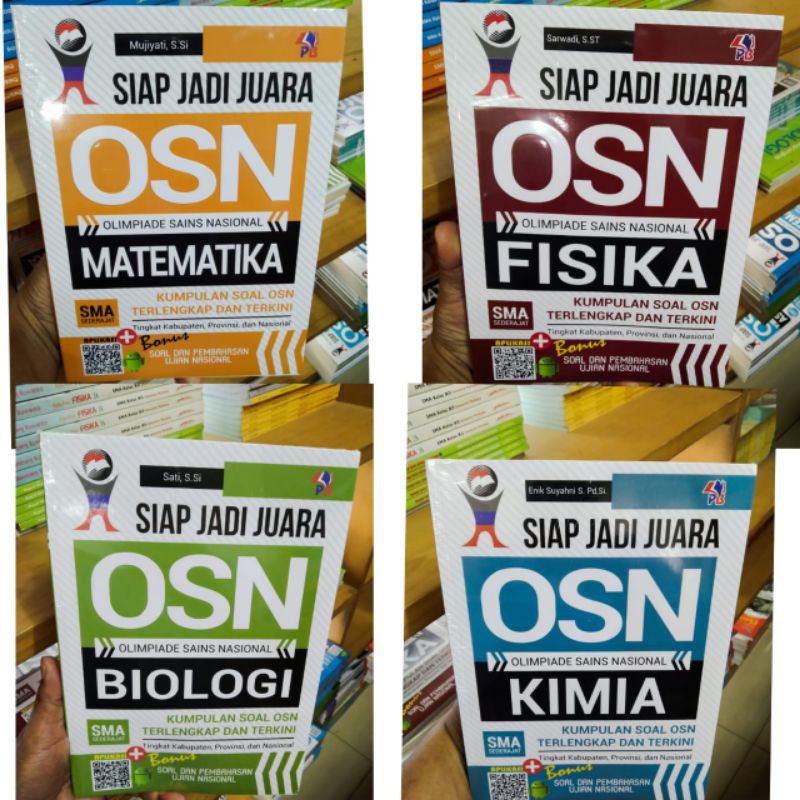 Mujiyati, S.Si
SIAP JADI JUARA
OSN
OLIMPIADE SAINS NASIONAL
MATEMATIKA
KUMPULAN SOAL OSN
TERLENGKAP DAN TERKINI
SMA
SEDERAJAT
Tingkat Kabupaten, Provinsi, dan Nasional
APLIKASI
+
Bonus
SOAL DAN PEMBAHASAN
UJIAN NASIONAL
Sarwadi, S.ST
SIAP JADI JUARA
OSN
OLIMPIADE SAINS NASIONAL
FISIKA
KUMPULAN SOAL OSN
TERLENGKAP DAN TERKINI
SMA
SEDERAJAT
Tingkat Kabupaten, Provinsi, dan Nasional
APLIKASI
+
Bonus
SOAL DAN PEMBAHASAN
UJIAN NASIONAL
FISIKA
Sati, S.Si
SIAP JADI JUARA
OSN
OLIMPIADE SAINS NASIONAL
BIOLOGI
KUMPULAN SOAL OSN
TERLENGKAP DAN TERKINI
SMA
SEDERAJAT
Tingkat Kabupaten, Provinsi, dan Nasional
APLIKASI
+
Bonus
SOAL DAN PEMBAHASAN
UJIAN NASIONAL
Enik Suyahni S. Pd,Si.
SIAP JADI JUARA
OSN
OLIMPIADE SAINS NASIONAL
KIMIA
KUMPULAN SOAL OSN
TERLENGKAP DAN TERKINI
SMA
SEDERAJAT
Tingkat Kabupaten, Provinsi, dan Nasional
APLIKASI
+
Bonus
SOAL DAN PEMBAHASAN
UJIAN NASIONAL